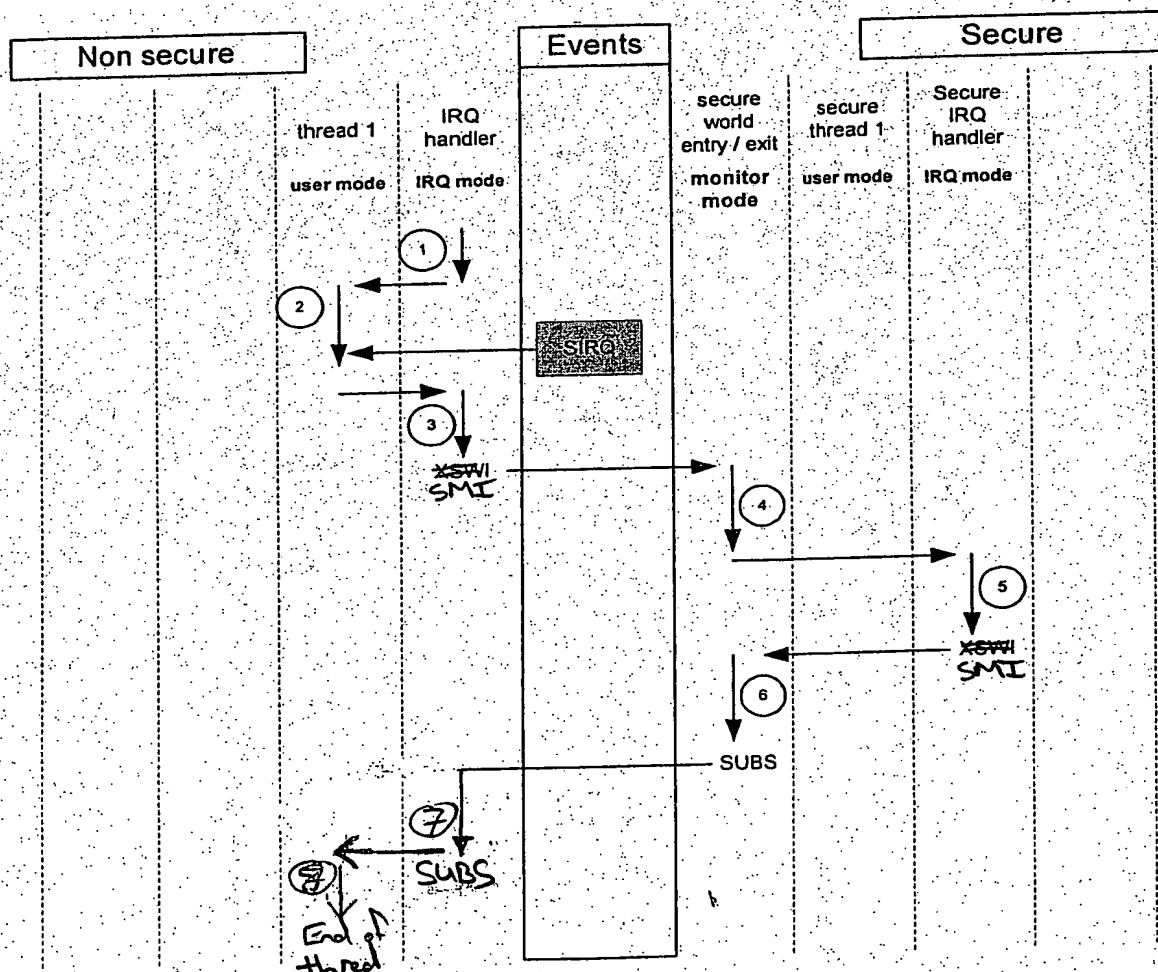 Non secure
Events
Secure
thread 1
user mode
IRQ
handler
IRQ mode
secure
world
entry / exit
monitor
mode
secure
thread 1
user mode
Secure
IRQ
handler
IRQ mode
1
2
SIRQ
3
XSWI
SMI
4
5
XSWI
SMI
6
SUBS
7
SUBS
End of
thread